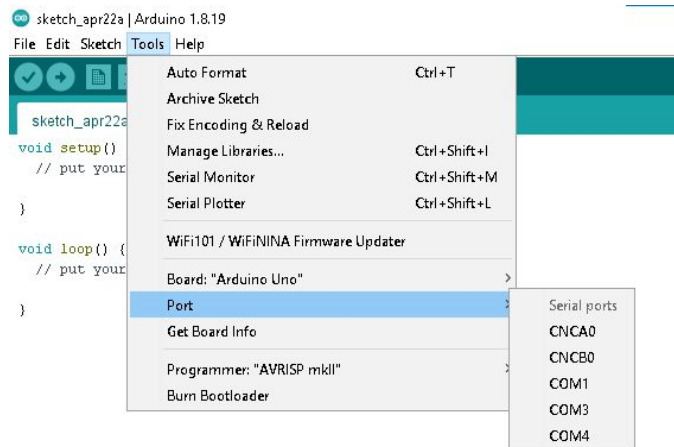 sketch_apr22a | Arduino 1.8.19
File Edit Sketch Tools Help
sketch_apr22a
void setup()
// put your
}
void loop() {
// put your
}
Auto Format Ctrl+T
Archive Sketch
Fix Encoding & Reload
Manage Libraries... Ctrl+Shift+I
Serial Monitor Ctrl+Shift+M
Serial Plotter Ctrl+Shift+L
WiFi101 / WiFiNINA Firmware Updater
Board: "Arduino Uno"
Port
Get Board Info
Programmer: "AVRISP mkII"
Burn Bootloader
Serial ports
CNCA0
CNCB0
COM1
COM3
COM4